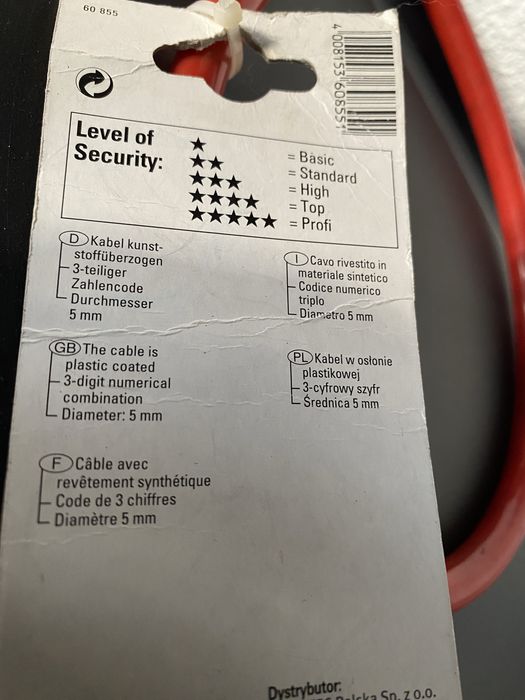 60 855
4 008153 608551
Level of
Security:
★ = Basic
★★ = Standard
★★★ = High
★★★★ = Top
★★★★★ = Profi
D Kabel kunst-
stoffüberzogen
3-teiliger
Zahlencode
Durchmesser
5 mm
I Cavo rivestito in
materiale sintetico
Codice numerico
triplo
Diametro 5 mm
GB The cable is
plastic coated
3-digit numerical
combination
Diameter: 5 mm
PL Kabel w osłonie
plastikowej
3-cyfrowy szyfr
Średnica 5 mm
F Câble avec
revêtement synthétique
Code de 3 chiffres
Diamètre 5 mm
Dystrybutor:
Polska Sp. z o.o.